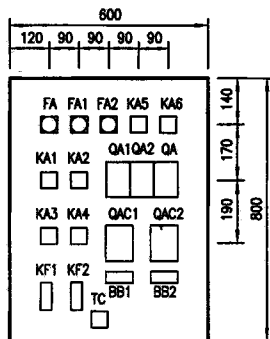 600
120 90 90 90 90
FA FA1 FA2 KA5 KA6
140
KA1 KA2 QA1 QA2 QA
170
KA3 KA4 QAC1 QAC2
190
800
KF1 KF2
TC BB1 BB2